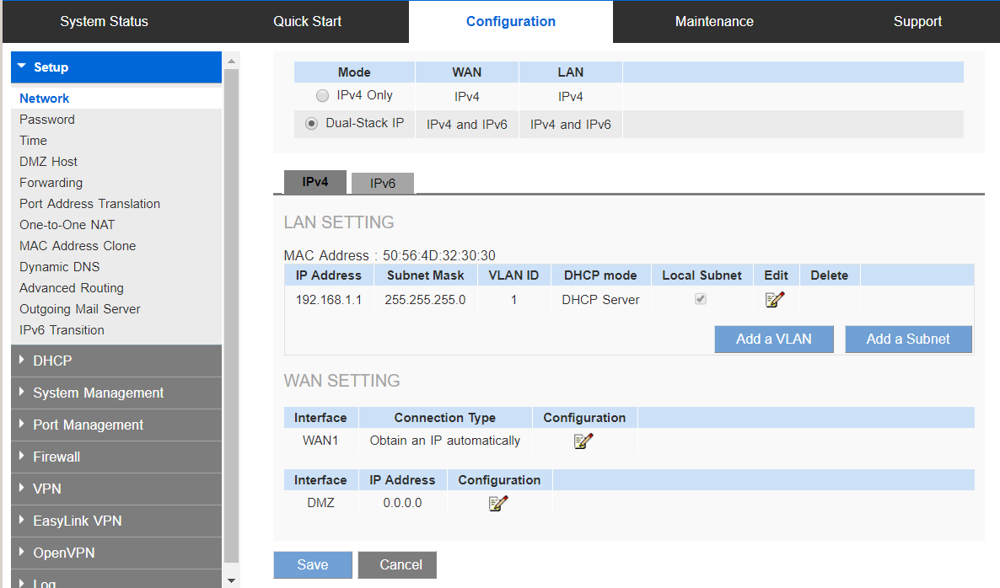 System Status Quick Start Configuration Maintenance Support
Setup
Network
Password
Time
DMZ Host
Forwarding
Port Address Translation
One-to-One NAT
MAC Address Clone
Dynamic DNS
Advanced Routing
Outgoing Mail Server
IPv6 Transition
DHCP
System Management
Port Management
Firewall
VPN
EasyLink VPN
OpenVPN
Log
Mode WAN LAN
IPv4 Only IPv4 IPv4
Dual-Stack IP IPv4 and IPv6 IPv4 and IPv6
IPv4 IPv6
LAN SETTING
MAC Address : 50:56:4D:32:30:30
IP Address Subnet Mask VLAN ID DHCP mode Local Subnet Edit Delete
192.168.1.1 255.255.255.0 1 DHCP Server
Add a VLAN Add a Subnet
WAN SETTING
Interface Connection Type Configuration
WAN1 Obtain an IP automatically
Interface IP Address Configuration
DMZ 0.0.0.0
Save Cancel